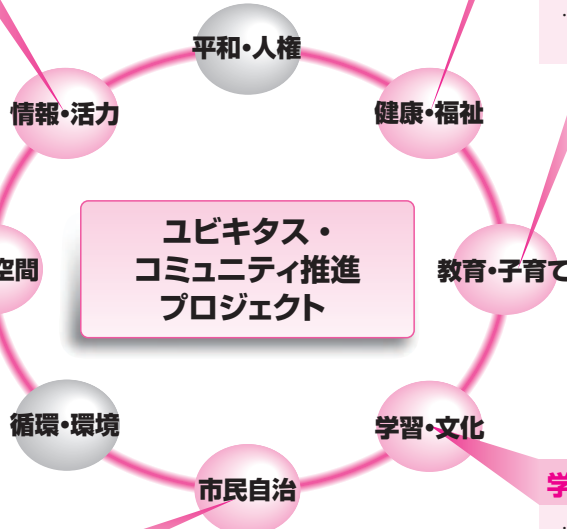 平和・人権
情報・活力
健康・福祉
ユビキタス・
コミュニティ推進
プロジェクト
空間
教育・子育て
循環・環境
学習・文化
市民自治
学